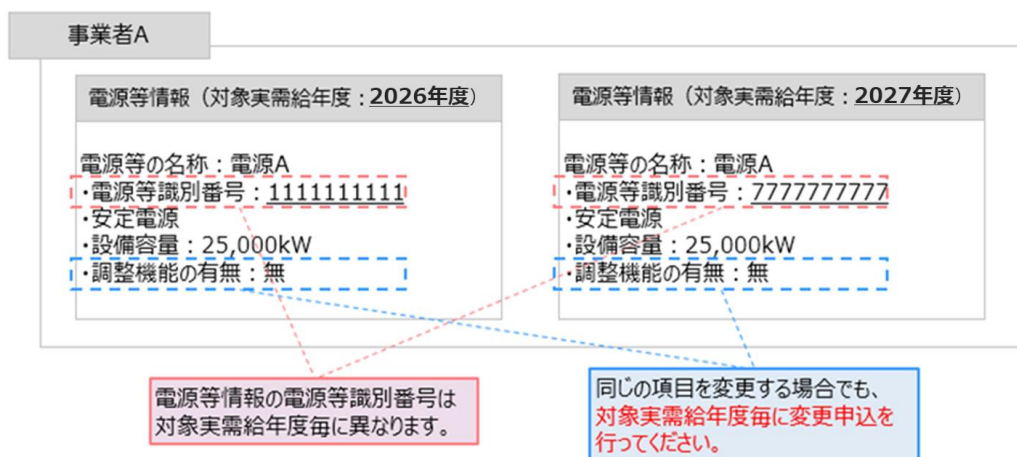 事業者A
電源等情報（対象実需給年度：2026年度）
電源等の名称：電源A
・電源等識別番号：1111111111
・安定電源
・設備容量：25,000kW
・調整機能の有無：無
電源等情報（対象実需給年度：2027年度）
電源等の名称：電源A
・電源等識別番号：7777777777
・安定電源
・設備容量：25,000kW
・調整機能の有無：無
電源等情報の電源等識別番号は
対象実需給年度毎に異なります。
同じの項目を変更する場合でも、
対象実需給年度毎に変更申込を
行ってください。